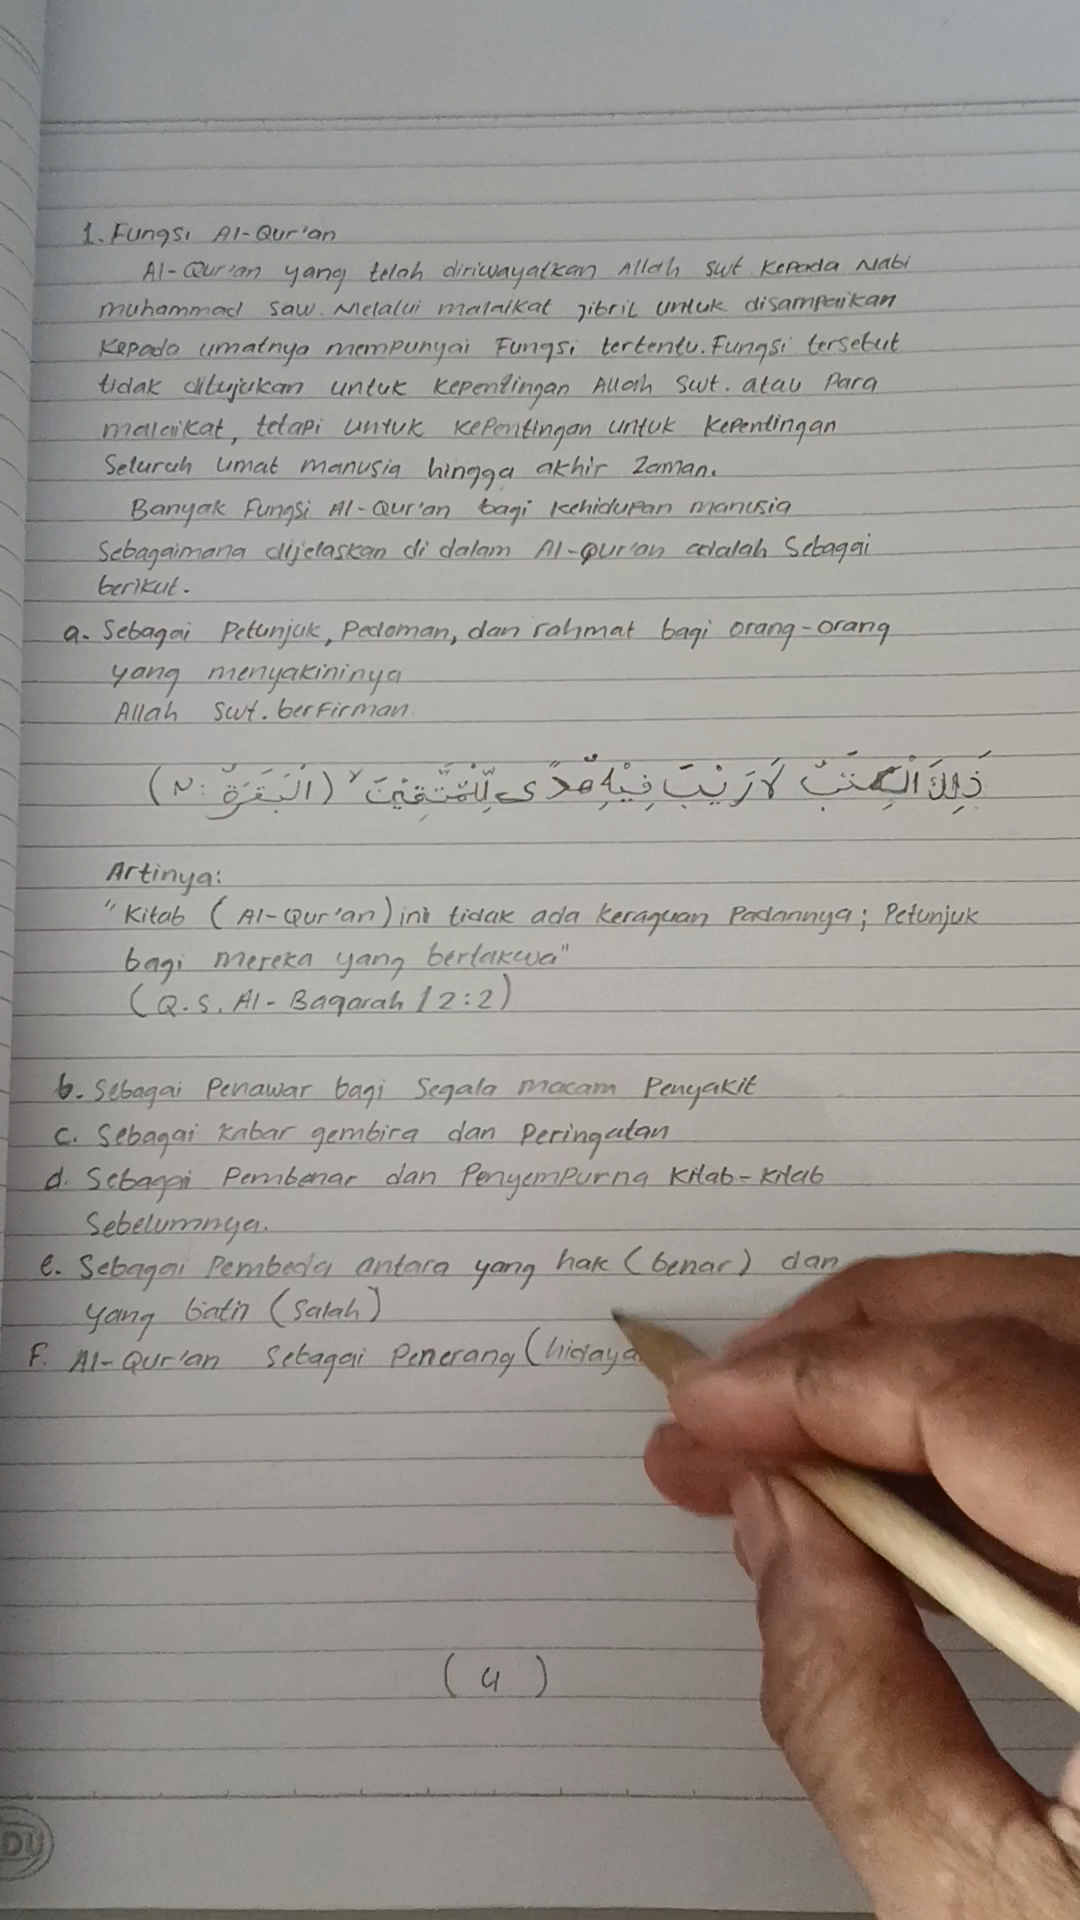 1. Fungsi Al-Qur'an
Al-Qur'an yang telah diriwayatkan Allah swt kepada Nabi
muhammad saw. Melalui malaikat jibril untuk disampaikan
kepada umatnya mempunyai Fungsi tertentu. Fungsi tersebut
tidak ditujukan untuk kepentingan Allah Swt. atau Para
malaikat, tetapi untuk kepentingan untuk kepentingan
Seluruh umat manusia hingga akhir Zaman.
Banyak Fungsi Al-Qur'an bagi kehidupan manusia
Sebagaimana dijelaskan di dalam Al-Qur'an adalah Sebagai
berikut.
a. Sebagai Petunjuk, Pedoman, dan rahmat bagi orang-orang
yang menyakininya
Allah Swt. berfirman
ذَلِكَ الْكِتَبُ لَا رَيْبَ فِيْهِ هُدًى لِّلْمُتَّقِيْنَ ۙ (الْبَقَرَةُ : ٢)
Artinya:
"Kitab (Al-Qur'an) ini tidak ada keraguan Padannya; Petunjuk
bagi mereka yang bertakwa"
(Q.S. Al-Baqarah / 2:2)
b. Sebagai Penawar bagi Segala macam Penyakit
c. Sebagai kabar gembira dan Peringatan
d. Sebagai Pembenar dan Penyempurna Kitab-kitab
Sebelumnya.
e. Sebagai Pembeda antara yang hak (benar) dan
yang batil (Salah)
F. Al-Qur'an Sebagai Penerang (hidaya
(4)
DU